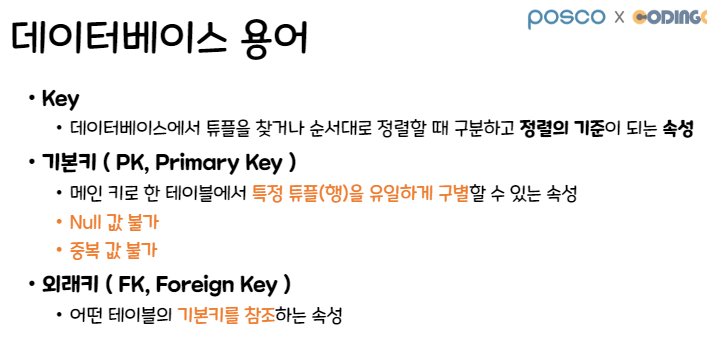 posco x CODING
데이터베이스 용어
• Key
• 데이터베이스에서 튜플을 찾거나 순서대로 정렬할 때 구분하고 정렬의 기준이 되는 속성
• 기본키 ( PK, Primary Key )
• 메인 키로 한 테이블에서 특정 튜플(행)을 유일하게 구별할 수 있는 속성
• Null 값 불가
• 중복 값 불가
• 외래키 ( FK, Foreign Key )
• 어떤 테이블의 기본키를 참조하는 속성